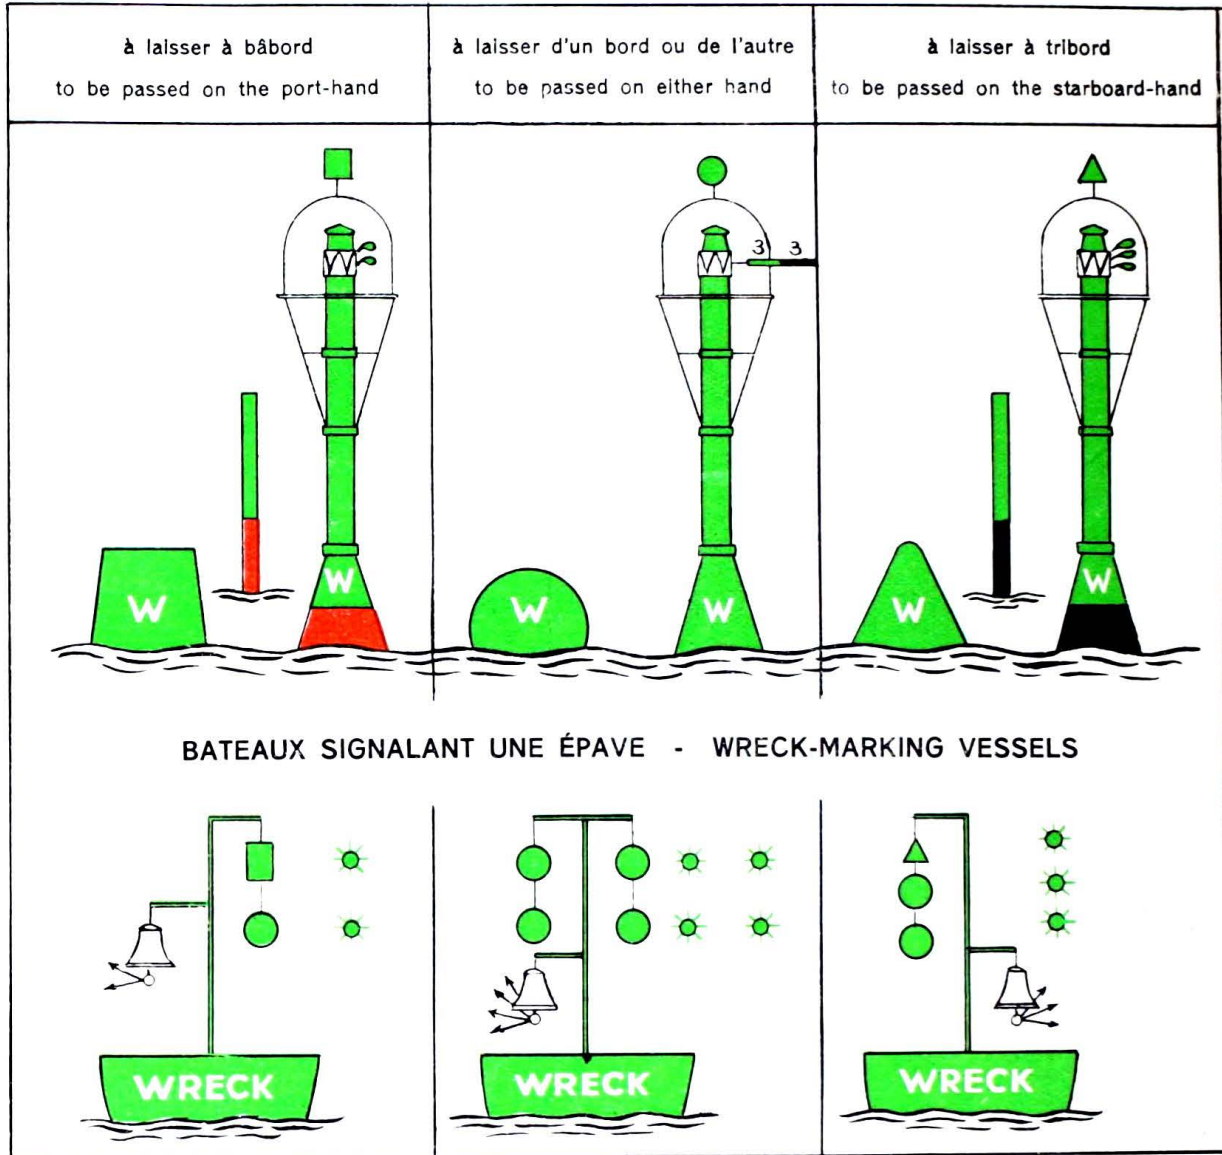 à laisser à bâbord
to be passed on the port-hand
à laisser d'un bord ou de l'autre
to be passed on either hand
à laisser à tribord
to be passed on the starboard-hand
W
W
3 3
W
W
W
W
W
W
W
BATEAUX SIGNALANT UNE ÉPAVE - WRECK-MARKING VESSELS
WRECK
WRECK
WRECK